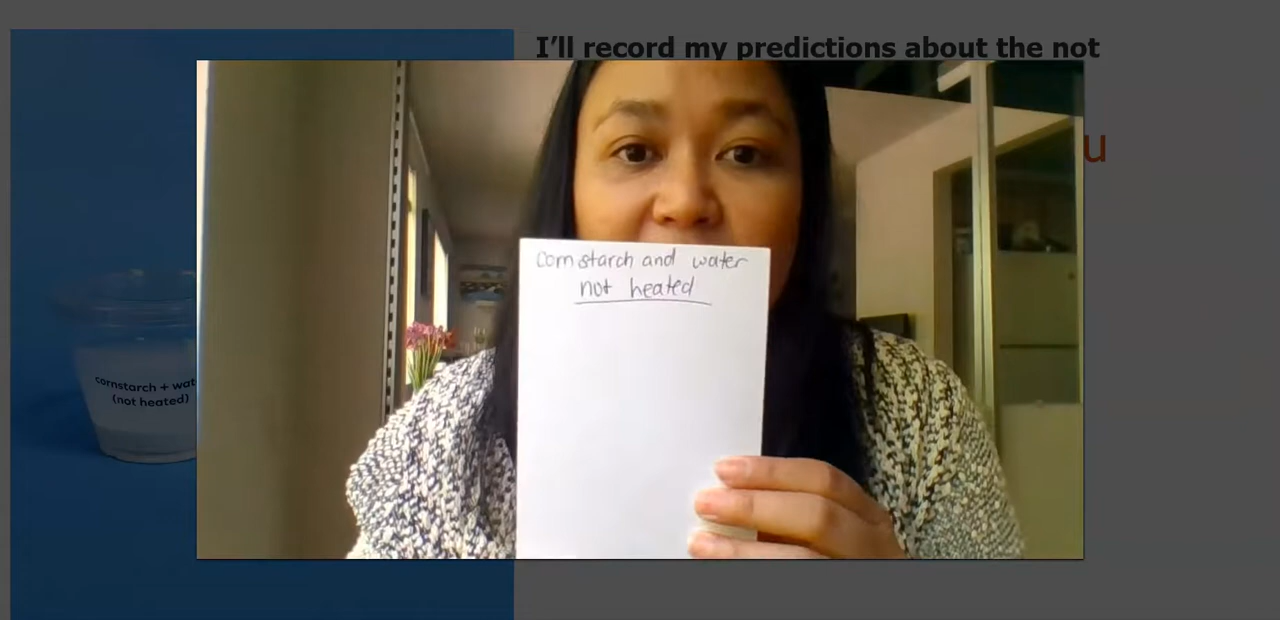 I'll record my predictions about the not
u
cornstarch and water
not heated
cornstarch + wat
(not heated)